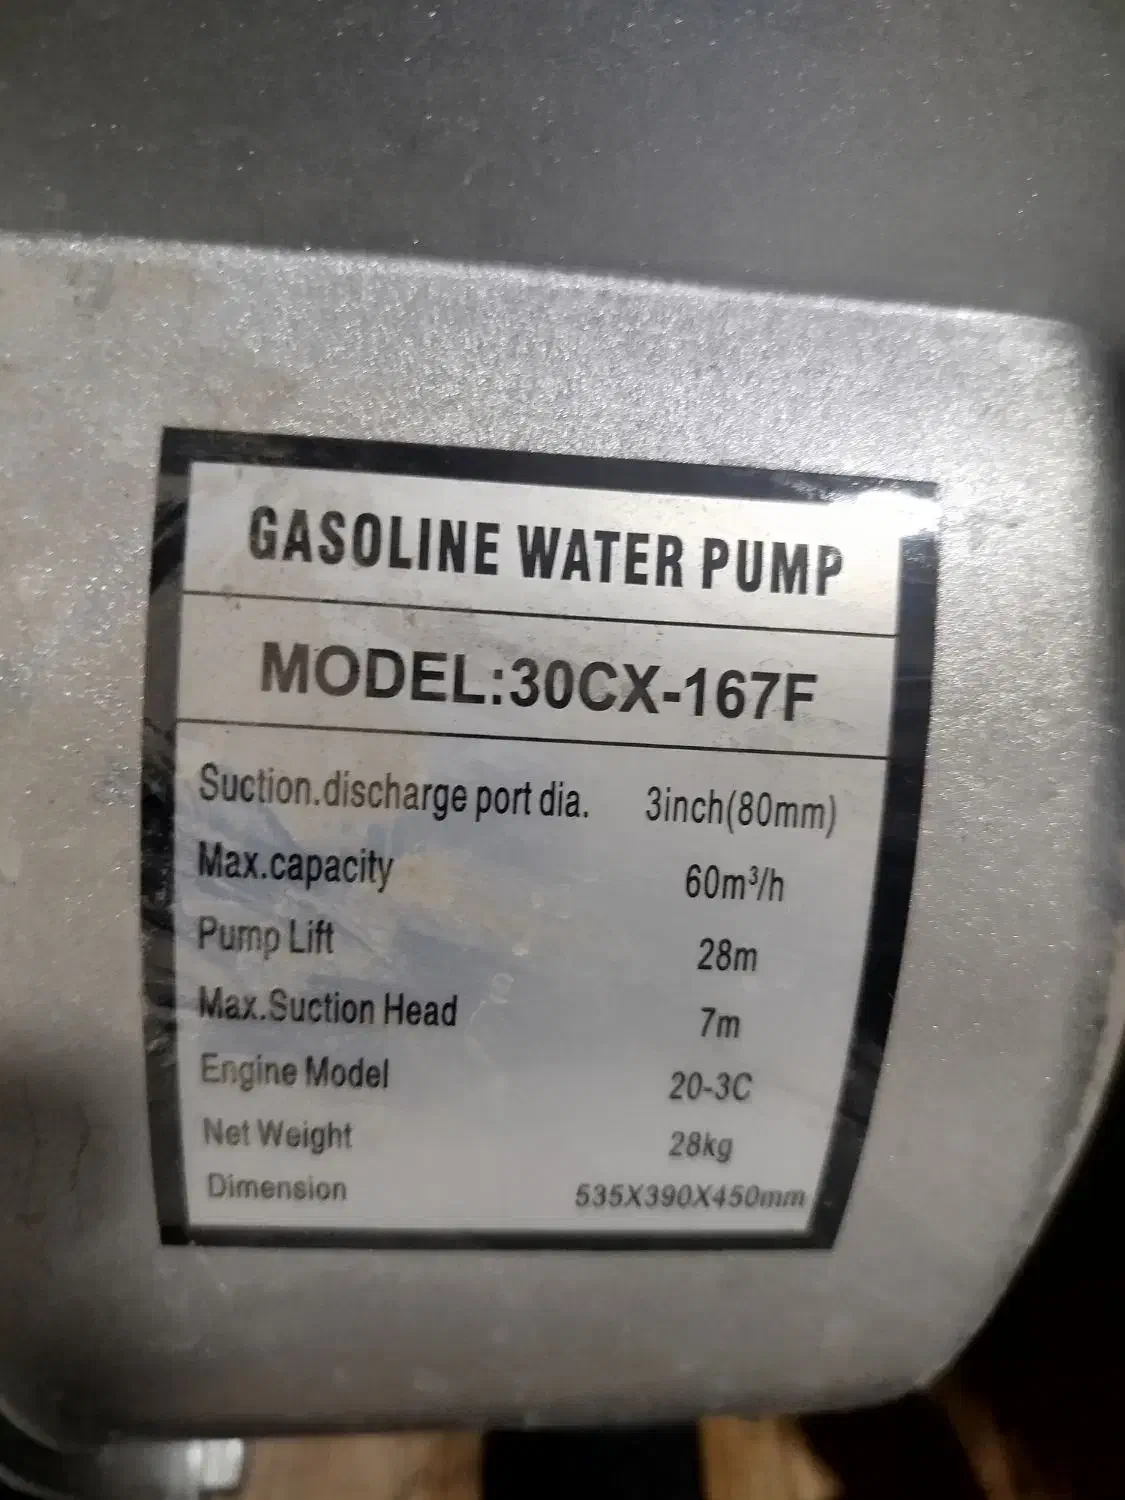 GASOLINE WATER PUMP
MODEL:30CX-167F
Suction.discharge port dia. 3inch(80mm)
Max.capacity 60m³/h
Pump Lift 28m
Max.Suction Head 7m
Engine Model 20-3C
Net Weight 28kg
Dimension 535X390X450mm